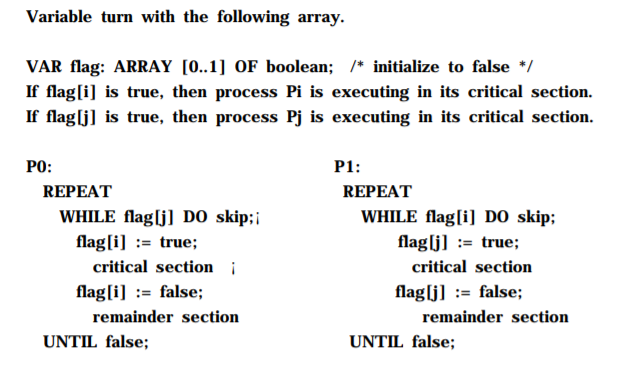 Variable turn with the following array.
VAR flag: ARRAY [0..1] OF boolean; /* initialize to false */
If flag[i] is true, then process Pi is executing in its critical section.
If flag[j] is true, then process Pj is executing in its critical section.
P0:
REPEAT
WHILE flag[j] DO skip;¡
flag[i] := true;
critical section ¡
flag[i] := false;
remainder section
UNTIL false;
P1:
REPEAT
WHILE flag[i] DO skip;
flag[j] := true;
critical section
flag[j] := false;
remainder section
UNTIL false;